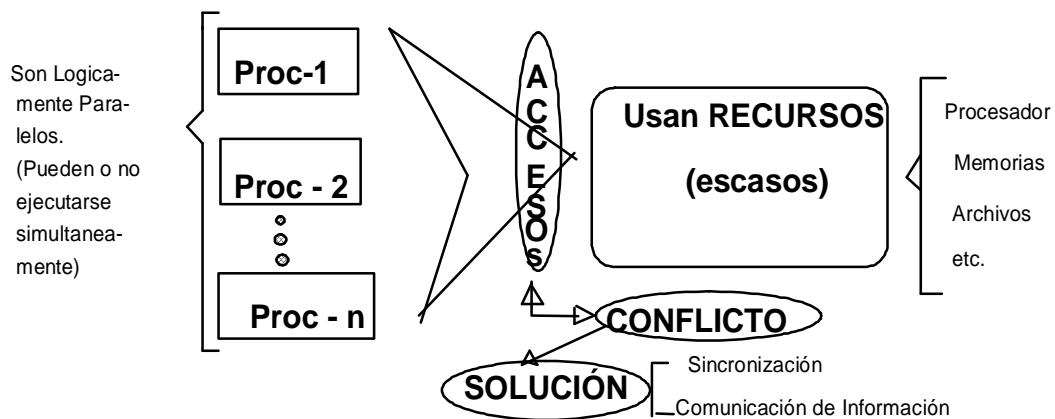 Son Logica-
mente Para-
lelos.
(Pueden o no
ejecutarse
simultanea-
mente)
Proc-1
Proc - 2
Proc - n
ACCESOs
Usan RECURSOS
(escasos)
Procesador
Memorias
Archivos
etc.
CONFLICTO
SOLUCIÓN
Sincronización
Comunicación de Información